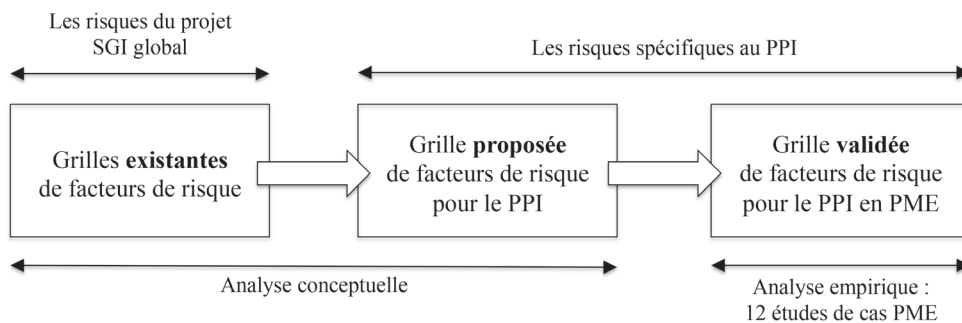 Les risques du projet
SGI global
Les risques spécifiques au PPI
Grilles existantes
de facteurs de risque
Grille proposée
de facteurs de risque
pour le PPI
Grille validée
de facteurs de risque
pour le PPI en PME
Analyse conceptuelle
Analyse empirique :
12 études de cas PME